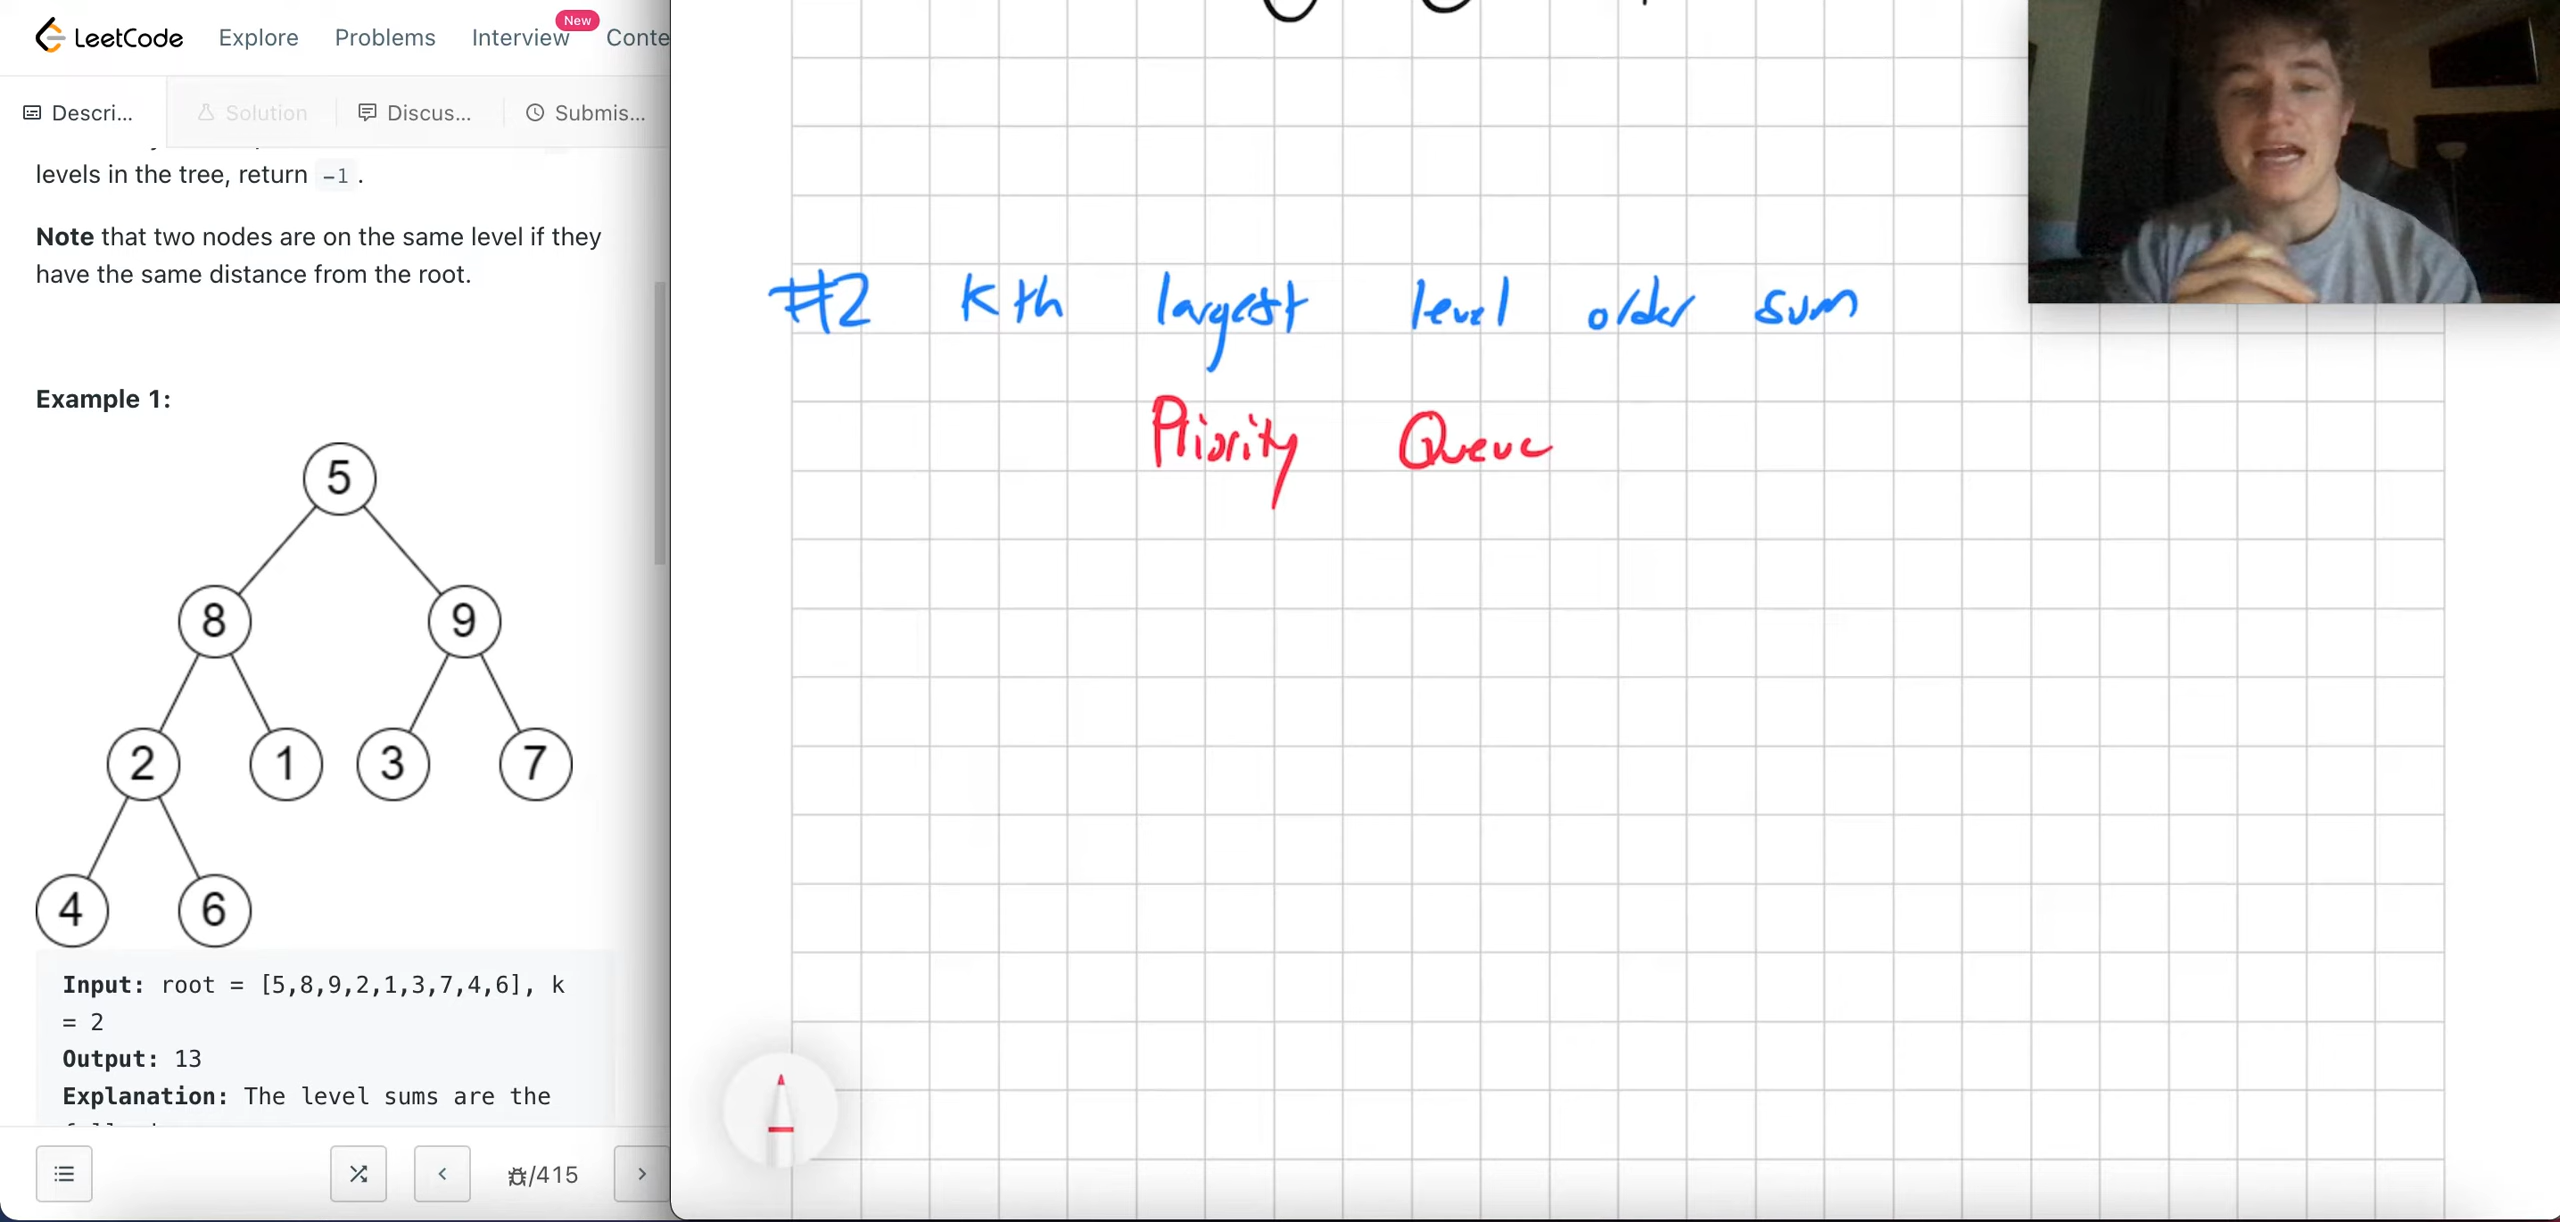 LeetCode Explore Problems Interview New Conte
Descri... Solution Discus... Submis...
levels in the tree, return -1 .
Note that two nodes are on the same level if they
have the same distance from the root.
Example 1:
5
8 9
2 1 3 7
4 6
Input: root = [5,8,9,2,1,3,7,4,6], k
= 2
Output: 13
Explanation: The level sums are the
/415
#2 Kth largest level order sum
Priority Queue